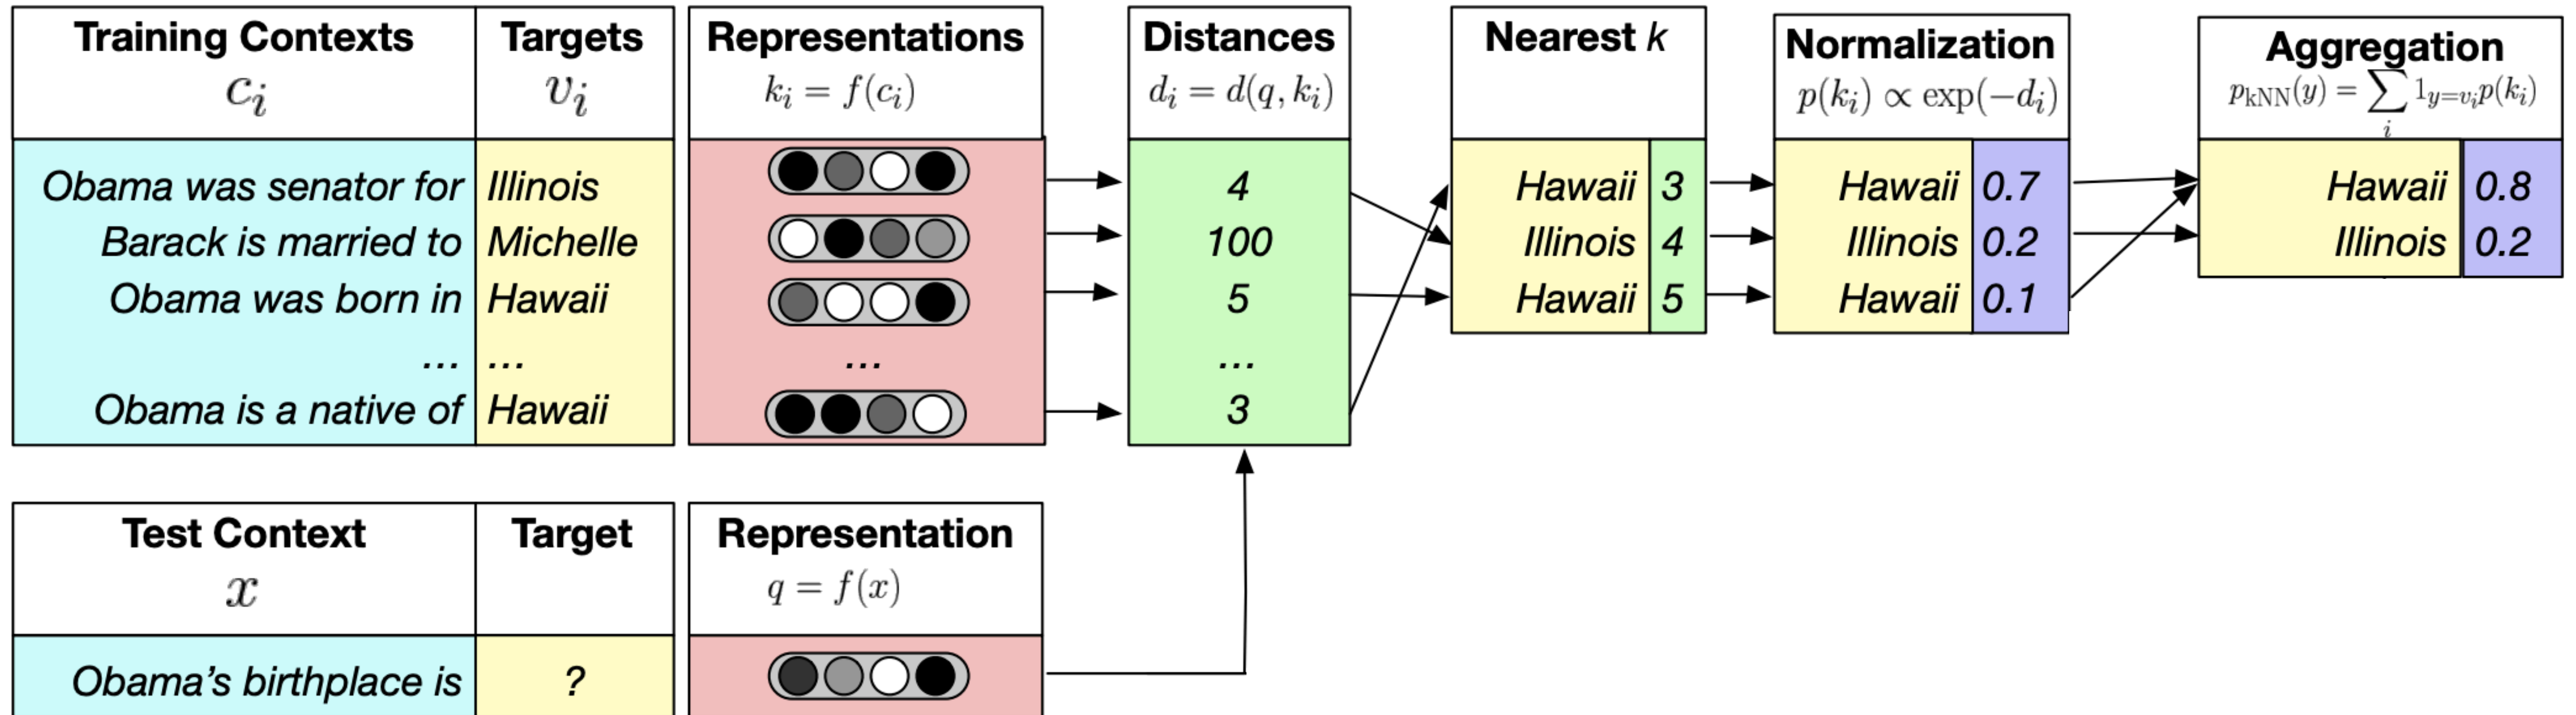 Training Contexts Targets Representations Distances Nearest k Normalization Aggregation
c_i v_i k_i = f(c_i) d_i = d(q, k_i) p(k_i) ∝ exp(−d_i) p_kNN(y) = ∑_i 1_{y=v_i} p(k_i)
Obama was senator for Illinois 4 Hawaii 3 Hawaii 0.7 Hawaii 0.8
Barack is married to Michelle 100 Illinois 4 Illinois 0.2 Illinois 0.2
Obama was born in Hawaii 5 Hawaii 5 Hawaii 0.1
... ... ... ...
Obama is a native of Hawaii 3
Test Context Target Representation
x q = f(x)
Obama’s birthplace is ?